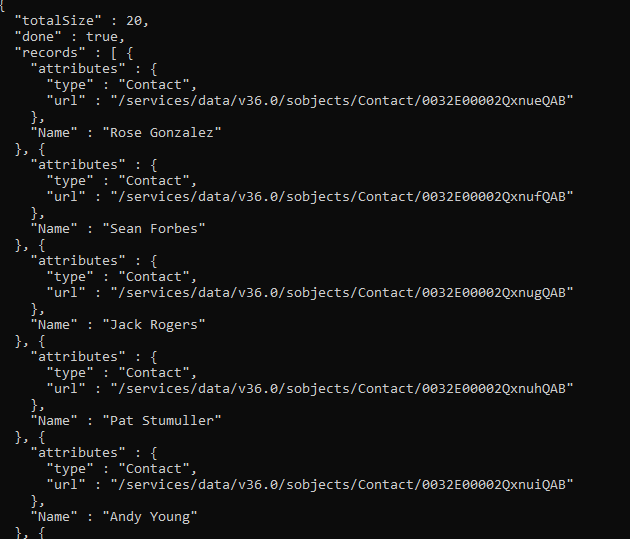 {
  "totalSize" : 20,
  "done" : true,
  "records" : [ {
    "attributes" : {
      "type" : "Contact",
      "url" : "/services/data/v36.0/sobjects/Contact/0032E00002QxnueQAB"
    },
    "Name" : "Rose Gonzalez"
  }, {
    "attributes" : {
      "type" : "Contact",
      "url" : "/services/data/v36.0/sobjects/Contact/0032E00002QxnufQAB"
    },
    "Name" : "Sean Forbes"
  }, {
    "attributes" : {
      "type" : "Contact",
      "url" : "/services/data/v36.0/sobjects/Contact/0032E00002QxnugQAB"
    },
    "Name" : "Jack Rogers"
  }, {
    "attributes" : {
      "type" : "Contact",
      "url" : "/services/data/v36.0/sobjects/Contact/0032E00002QxnuhQAB"
    },
    "Name" : "Pat Stumuller"
  }, {
    "attributes" : {
      "type" : "Contact",
      "url" : "/services/data/v36.0/sobjects/Contact/0032E00002QxnuiQAB"
    },
    "Name" : "Andy Young"
  }, {